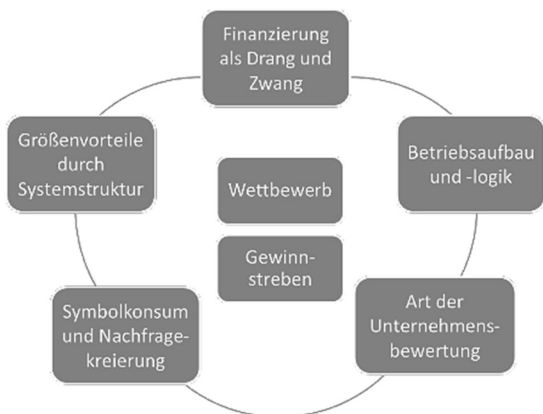 Finanzierung
als Drang und
Zwang
Größenvorteile
durch
Systemstruktur
Betriebsaufbau
und -logik
Wettbewerb
Gewinn-
streben
Symbolkonsum
und Nachfrage-
kreierung
Art der
Unternehmens-
bewertung